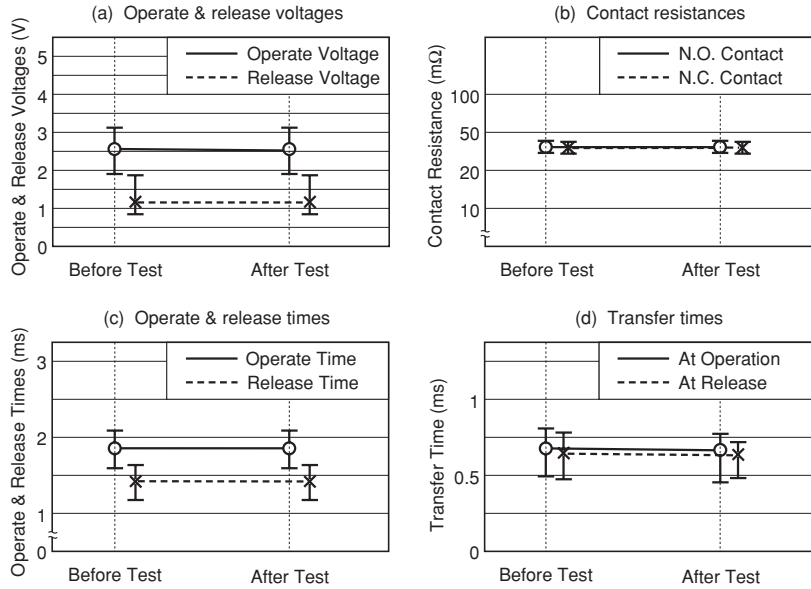 (a) Operate & release voltages
Operate & Release Voltages (V)
5
4
3
2
1
0
Operate Voltage
Release Voltage
Before Test
After Test
(b) Contact resistances
Contact Resistance (mΩ)
100
50
20
10
N.O. Contact
N.C. Contact
Before Test
After Test
(c) Operate & release times
Operate & Release Times (ms)
3
2
1
0
Operate Time
Release Time
Before Test
After Test
(d) Transfer times
Transfer Time (ms)
1
0.5
0
At Operation
At Release
Before Test
After Test